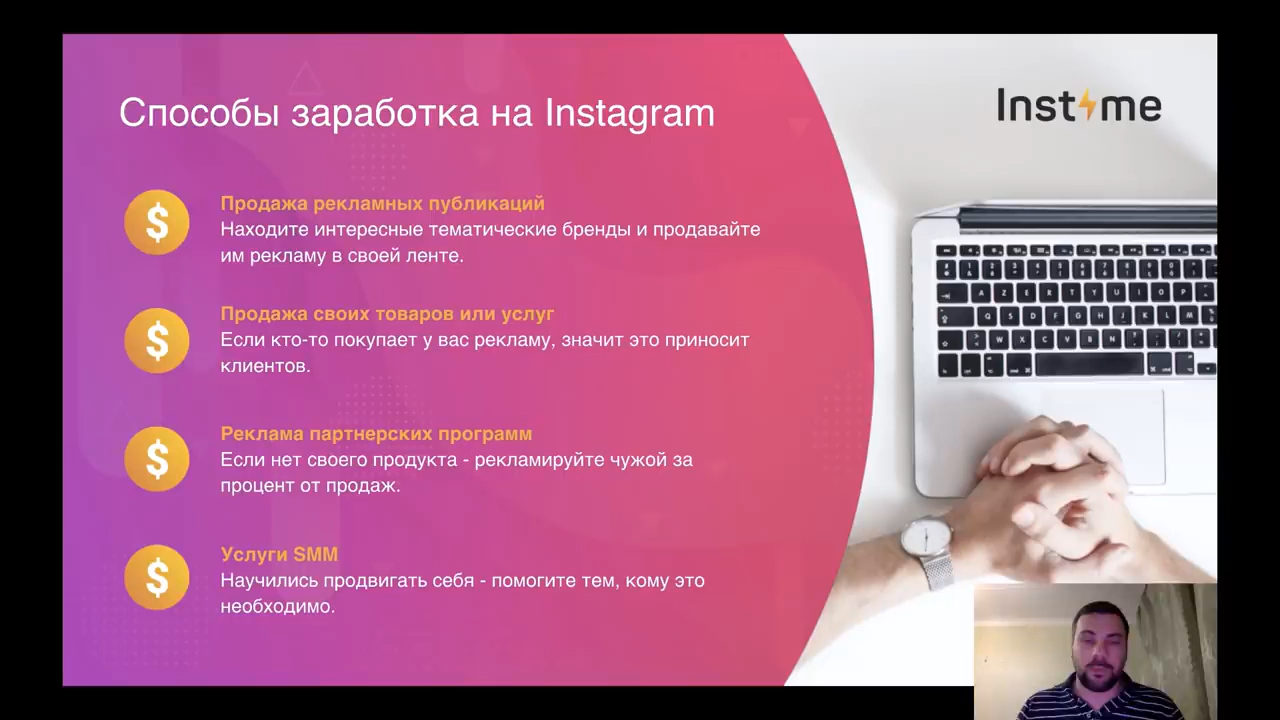 Способы заработка на Instagram
Inst me
Продажа рекламных публикаций
Находите интересные тематические бренды и продавайте
им рекламу в своей ленте.
Продажа своих товаров или услуг
Если кто-то покупает у вас рекламу, значит это приносит
клиентов.
Реклама партнерских программ
Если нет своего продукта - рекламируйте чужой за
процент от продаж.
Услуги SMM
Научились продвигать себя - помогите тем, кому это
необходимо.